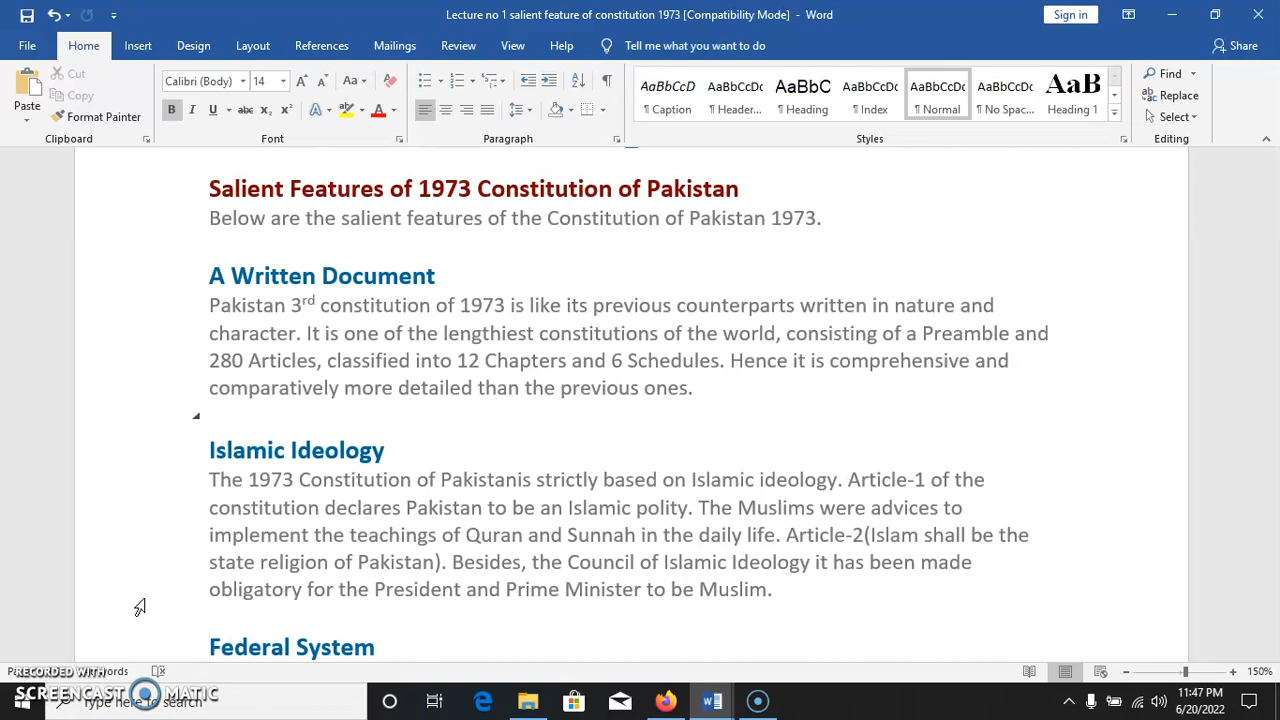 Lecture no 1 salient feature of constitution 1973 [Compatibility Mode] - Word
Sign in
File Home Insert Design Layout References Mailings Review View Help Tell me what you want to do Share
Paste
Cut
Copy
Format Painter
Clipboard
Calibri (Body) 14
Font
Paragraph
AaBbCcD AaBbCcDc AaBbC AaBbCcDc AaBbCcDc AaBbCcDc AaB
¶ Caption ¶ Header... ¶ Heading ¶ Index ¶ Normal ¶ No Spac... Heading 1
Styles
Find
Replace
Select
Editing
Salient Features of 1973 Constitution of Pakistan
Below are the salient features of the Constitution of Pakistan 1973.
A Written Document
Pakistan 3rd constitution of 1973 is like its previous counterparts written in nature and
character. It is one of the lengthiest constitutions of the world, consisting of a Preamble and
280 Articles, classified into 12 Chapters and 6 Schedules. Hence it is comprehensive and
comparatively more detailed than the previous ones.
Islamic Ideology
The 1973 Constitution of Pakistanis strictly based on Islamic ideology. Article-1 of the
constitution declares Pakistan to be an Islamic polity. The Muslims were advices to
implement the teachings of Quran and Sunnah in the daily life. Article-2(Islam shall be the
state religion of Pakistan). Besides, the Council of Islamic Ideology it has been made
obligatory for the President and Prime Minister to be Muslim.
Federal System
words
150%
RECORDED WITH
SCREENCAST MATIC
Type here to search
11:47 PM
6/20/2022